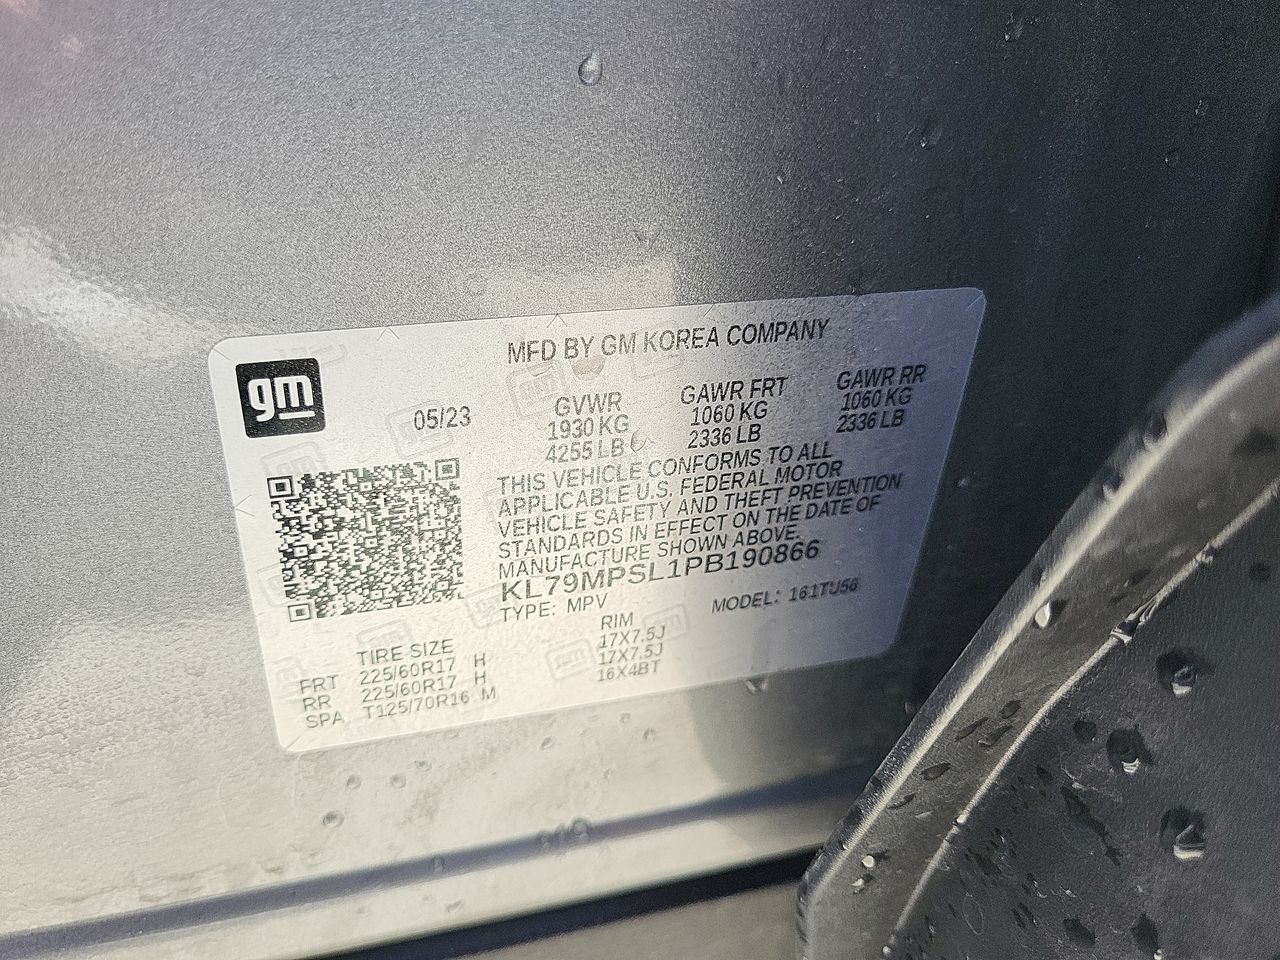 gm
MFD BY GM KOREA COMPANY
05/23
GVWR
1930 KG
4255 LB
GAWR FRT
1060 KG
2336 LB
GAWR RR
1060 KG
2336 LB
THIS VEHICLE CONFORMS TO ALL
APPLICABLE U.S. FEDERAL MOTOR
VEHICLE SAFETY AND THEFT PREVENTION
STANDARDS IN EFFECT ON THE DATE OF
MANUFACTURE SHOWN ABOVE.
KL79MPSL1PB190866
TYPE: MPV MODEL: 161TU56
TIRE SIZE RIM
FRT 225/60R17 H 17X7.5J
RR 225/60R17 H 17X7.5J
SPA T125/70R16 M 16X4BT